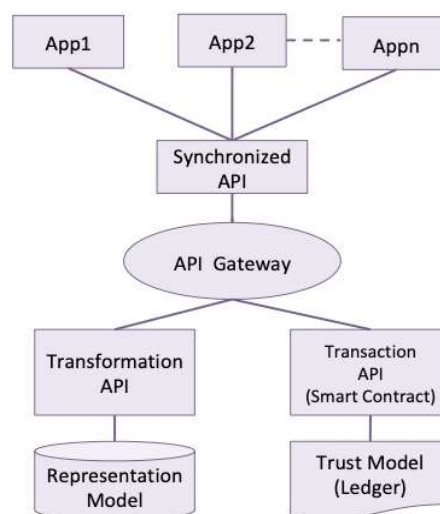 App1
App2
Appn
Synchronized
API
API Gateway
Transformation
API
Transaction
API
(Smart Contract)
Representation
Model
Trust Model
(Ledger)